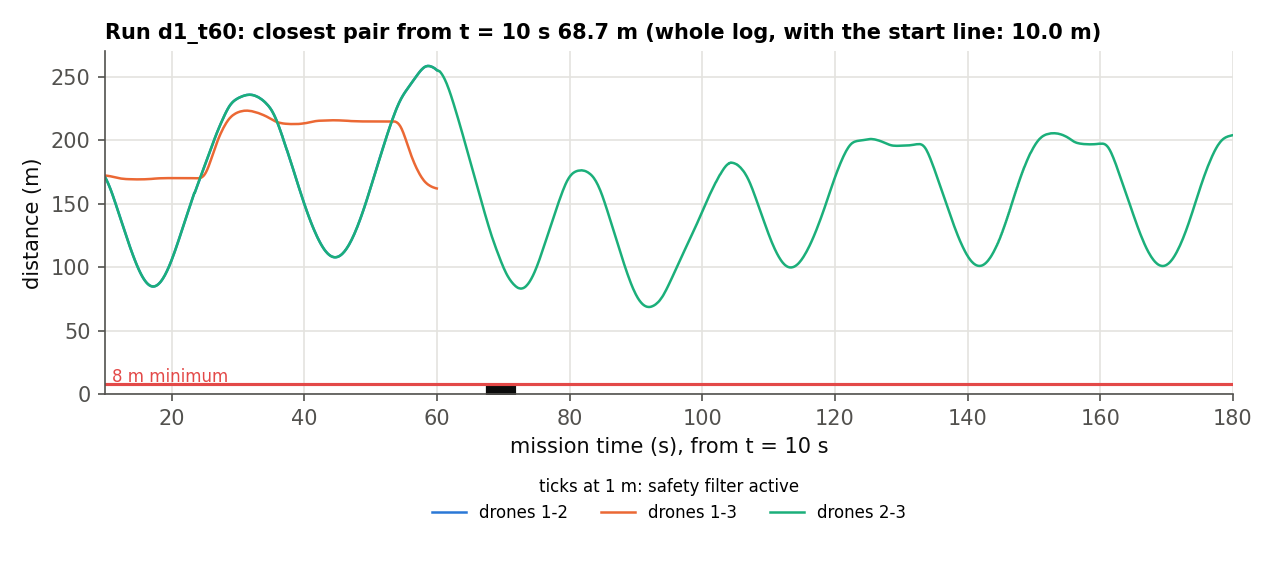 Run d1_t60: closest pair from t = 10 s 68.7 m (whole log, with the start line: 10.0 m)
distance (m)
250
200
150
100
50
0
8 m minimum
20 40 60 80 100 120 140 160 180
mission time (s), from t = 10 s
ticks at 1 m: safety filter active
drones 1-2 drones 1-3 drones 2-3